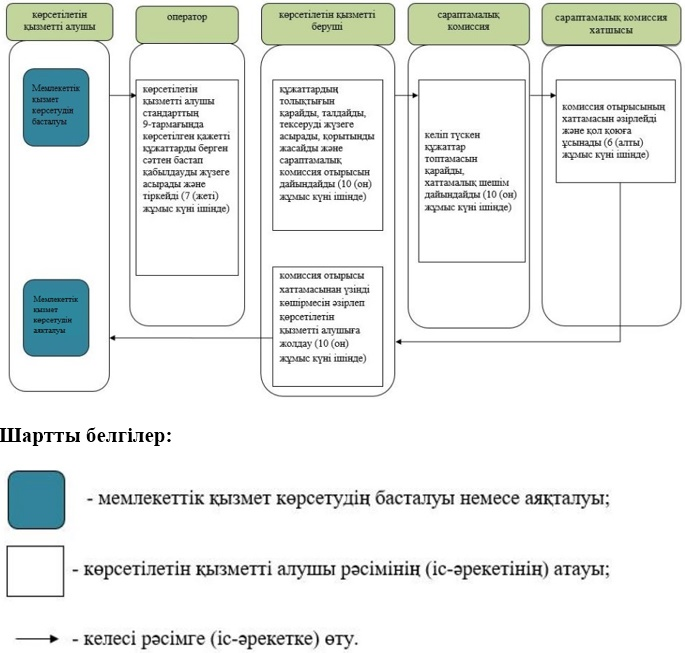 көрсетілетін
қызметті алушы
оператор
көрсетілетін қызметті
беруші
сараптамалық
комиссия
сараптамалық комиссия
хатшысы
Мемлекеттік
қызмет
көрсетудің
басталуы
көрсетілетін
қызметті алушы
стандарттың
9-тармағында
көрсетілген қажетті
құжаттарды берген
сәттен бастап
қабылдауды жүзеге
асырады және
тіркейді (7 (жеті)
жұмыс күні ішінде)
құжаттардың
толықтығын
қарайды, талдайды,
тексеруді жүзеге
асырады, қорытынды
жасайды және
сараптамалық
комиссия отырысын
дайындайды (10 (он)
жұмыс күні ішінде)
келіп түскен
құжаттар
топтамасын
қарайды,
хаттамалық шешім
дайындайды (10 (он)
жұмыс күні ішінде)
комиссия отырысының
хаттамасын әзірлейді
және қол қоюға
ұсынады (6 (алты)
жұмыс күні ішінде)
Мемлекеттік
қызмет
көрсетудің
аяқталуы
комиссия отырысы
хаттамасынан үзінді
көшірмесін әзірлеп
көрсетілетін
қызметті алушыға
жолдау (10 (он)
жұмыс күні ішінде)
Шартты белгілер:
- мемлекеттік қызмет көрсетудің басталуы немесе аяқталуы;
- көрсетілетін қызметті алушы рәсімінің (іс-әрекетінің) атауы;
- келесі рәсімге (іс-әрекетке) өту.